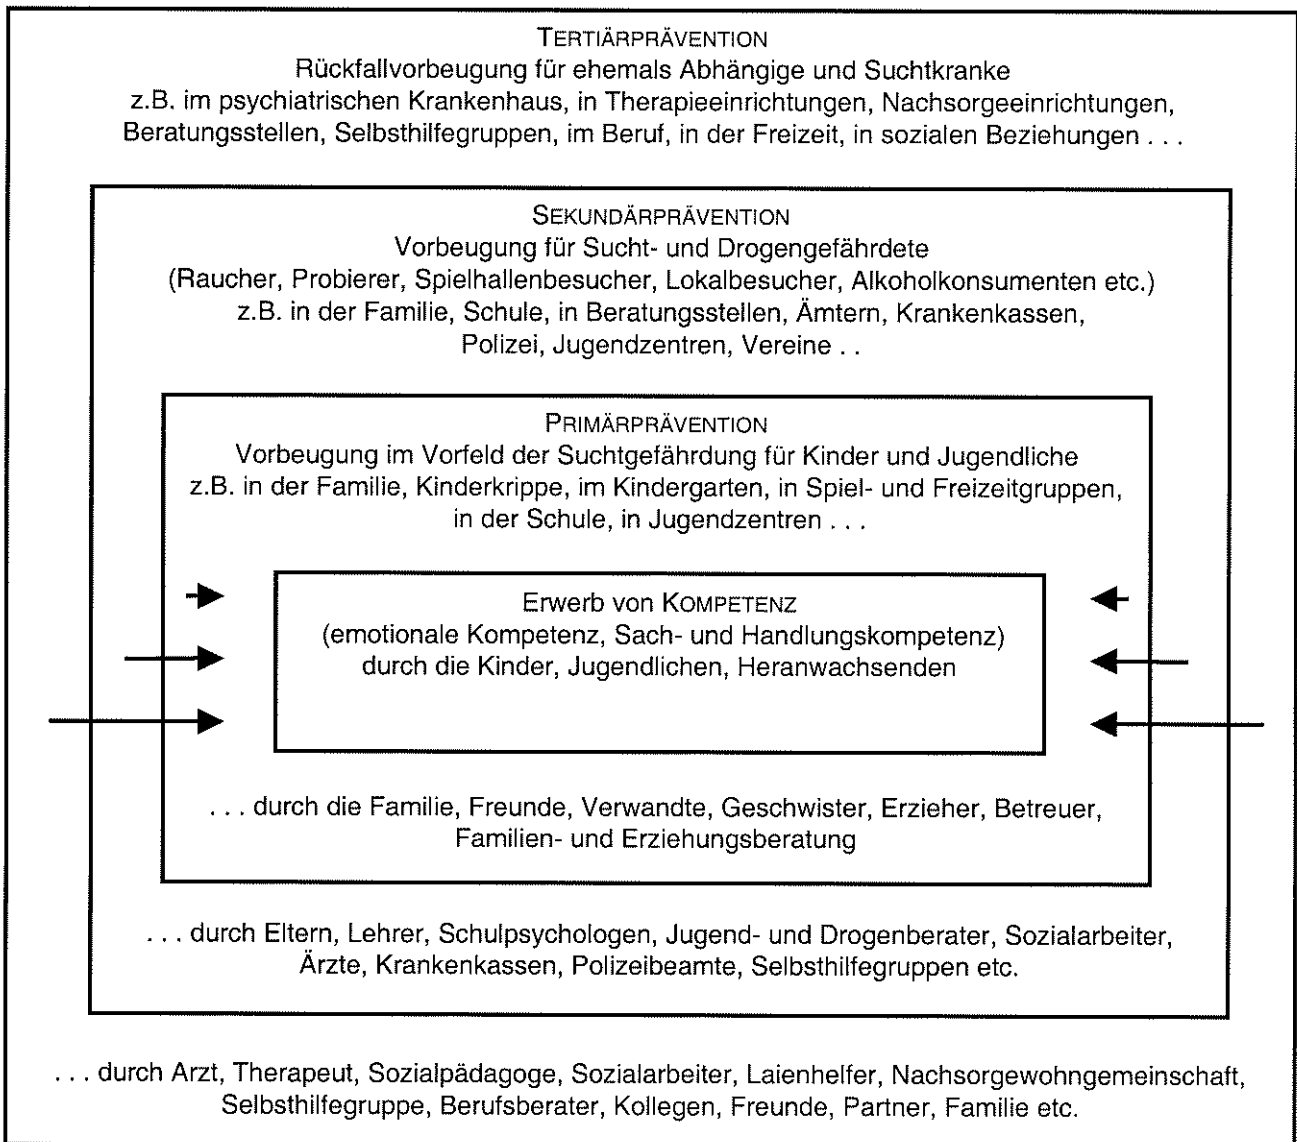 TERTIÄRPRÄVENTION
Rückfallvorbeugung für ehemals Abhängige und Suchtkranke
z.B. im psychiatrischen Krankenhaus, in Therapieeinrichtungen, Nachsorgeeinrichtungen,
Beratungsstellen, Selbsthilfegruppen, im Beruf, in der Freizeit, in sozialen Beziehungen . . .
SEKUNDÄRPRÄVENTION
Vorbeugung für Sucht- und Drogengefährdete
(Raucher, Probierer, Spielhallenbesucher, Lokalbesucher, Alkoholkonsumenten etc.)
z.B. in der Familie, Schule, in Beratungsstellen, Ämtern, Krankenkassen,
Polizei, Jugendzentren, Vereine . .
PRIMÄRPRÄVENTION
Vorbeugung im Vorfeld der Suchtgefährdung für Kinder und Jugendliche
z.B. in der Familie, Kinderkrippe, im Kindergarten, in Spiel- und Freizeitgruppen,
in der Schule, in Jugendzentren . . .
Erwerb von KOMPETENZ
(emotionale Kompetenz, Sach- und Handlungskompetenz)
durch die Kinder, Jugendlichen, Heranwachsenden
. . . durch die Familie, Freunde, Verwandte, Geschwister, Erzieher, Betreuer,
Familien- und Erziehungsberatung
. . . durch Eltern, Lehrer, Schulpsychologen, Jugend- und Drogenberater, Sozialarbeiter,
Ärzte, Krankenkassen, Polizeibeamte, Selbsthilfegruppen etc.
. . . durch Arzt, Therapeut, Sozialpädagoge, Sozialarbeiter, Laienhelfer, Nachsorgewohngemeinschaft,
Selbsthilfegruppe, Berufsberater, Kollegen, Freunde, Partner, Familie etc.